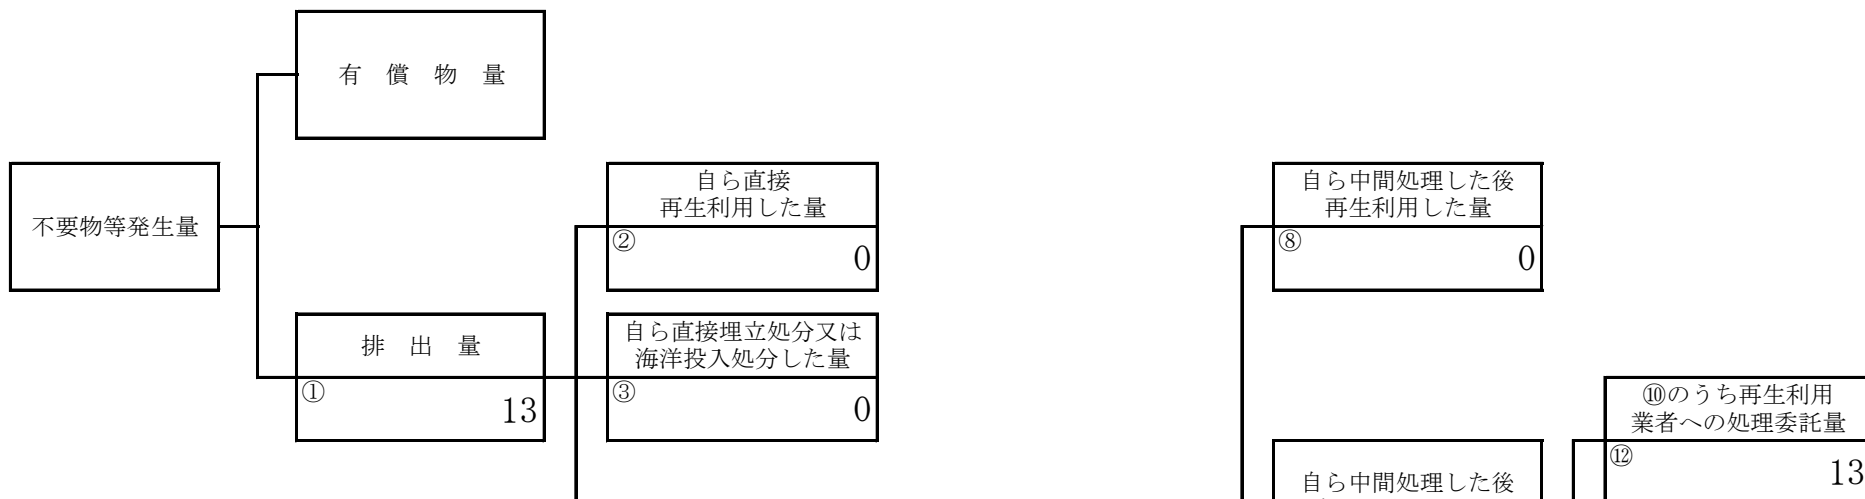 有 償 物 量
不要物等発生量
自ら直接
再生利用した量
②
0
自ら中間処理した後
再生利用した量
⑧
0
排 出 量
①
13
自ら直接埋立処分又は
海洋投入処分した量
③
0
⑩のうち再生利用
業者への処理委託量
⑫
13
自ら中間処理した後